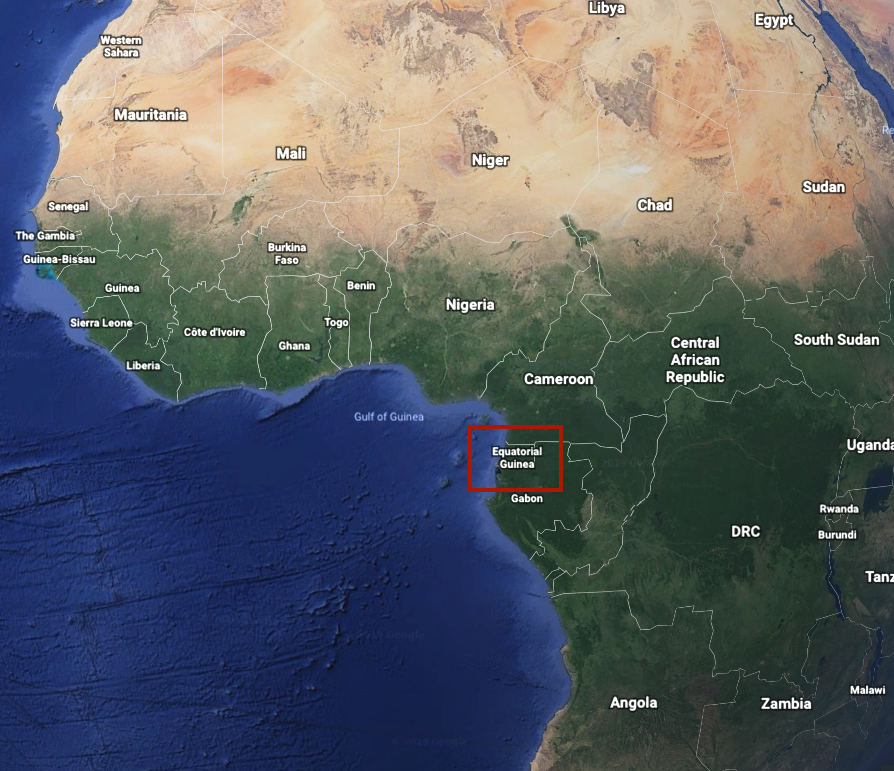 Libya
Egypt
Western
Sahara
Mauritania
Mali
Niger
Chad
Sudan
Senegal
The Gambia
Guinea-Bissau
Burkina
Faso
Guinea
Benin
Nigeria
Sierra Leone
Togo
Côte d'Ivoire
Ghana
Liberia
Central
African
Republic
South Sudan
Cameroon
Gulf of Guinea
Equatorial
Guinea
Uganda
Gabon
Rwanda
DRC
Burundi
Tanz
Angola
Zambia
Malawi
Re